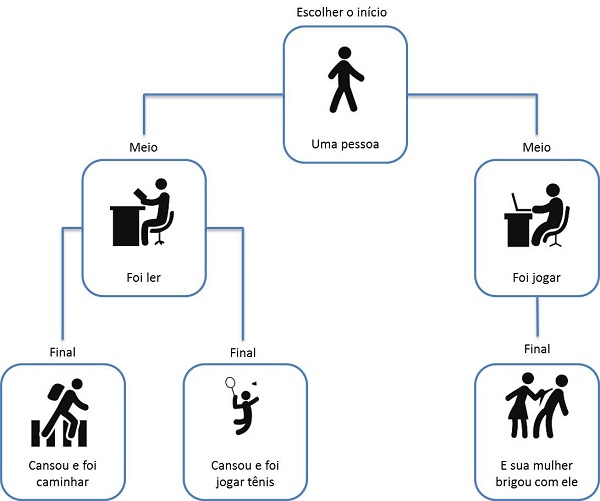 Escolher o início
Uma pessoa
Meio
Meio
Foi ler
Foi jogar
Final
Final
Final
Cansou e foi
caminhar
Cansou e foi
jogar tênis
E sua mulher
brigou com ele